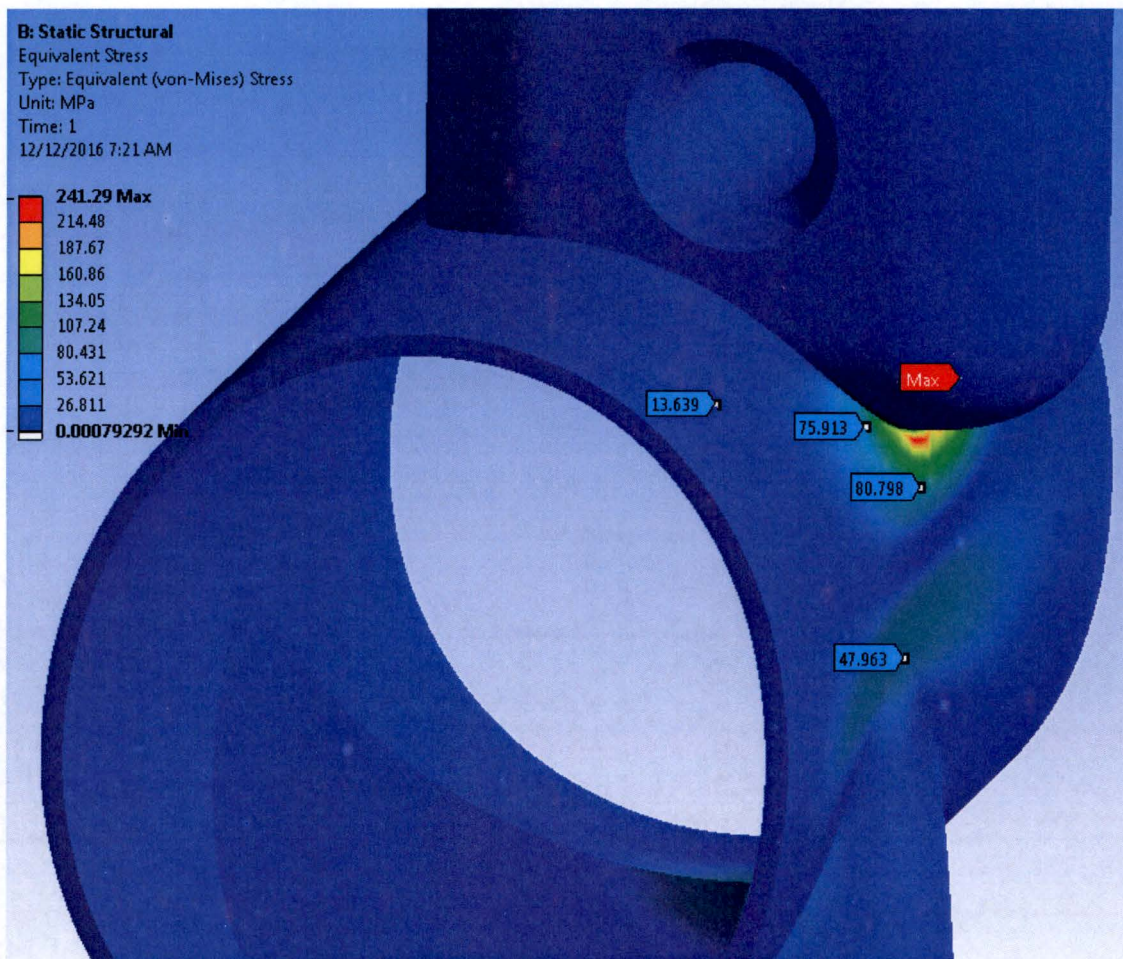 B: Static Structural
Equivalent Stress
Type: Equivalent (von-Mises) Stress
Unit: MPa
Time: 1
12/12/2016 7:21 AM
241.29 Max
214.48
187.67
160.86
134.05
107.24
80.431
53.621
26.811
0.00079292 Min
Max
13.639
75.913
80.798
47.963